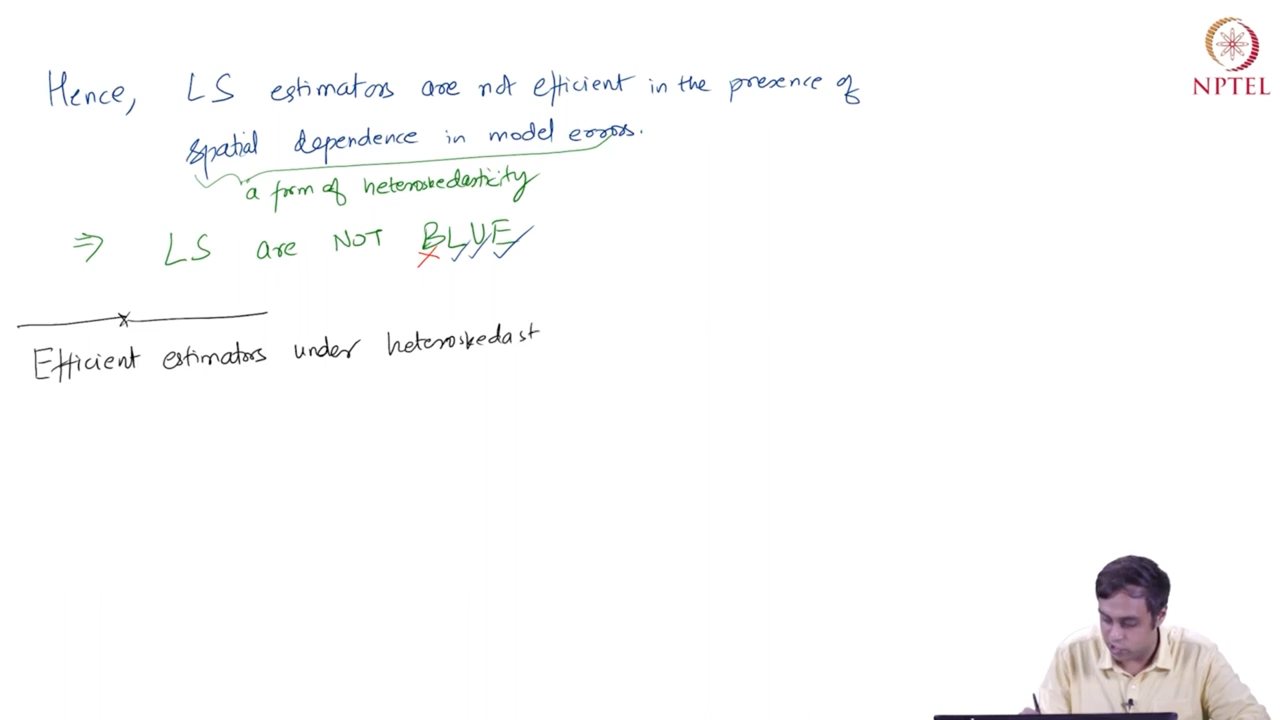 Hence, LS estimators are not efficient in the presence of
spatial dependence in model errors.
a form of heteroskedasticity
⇒ LS are NOT BLUE
Efficient estimators under heteroskedast
NPTEL